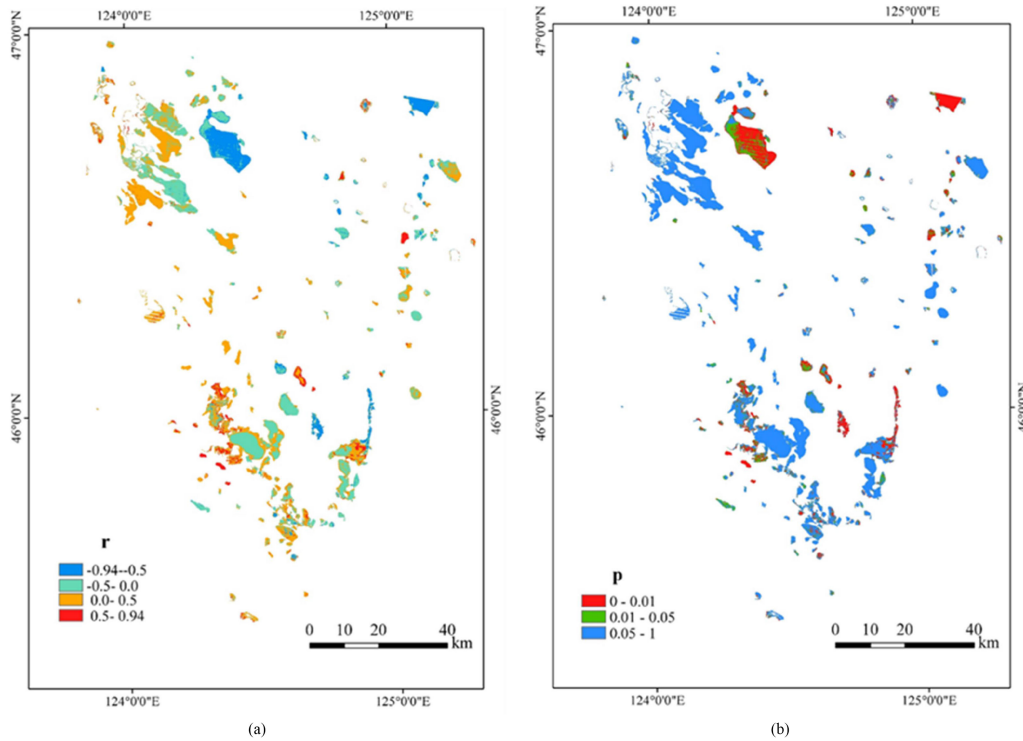 124°0'0"E 125°0'0"E
47°0'0"N
46°0'0"N 46°0'0"N
r
-0.94--0.5
-0.5- 0.0
0.0- 0.5
0.5- 0.94
0 10 20 40
km
124°0'0"E 125°0'0"E
(a)
124°0'0"E 125°0'0"E
47°0'0"N
46°0'0"N 46°0'0"N
p
0 - 0.01
0.01 - 0.05
0.05 - 1
0 10 20 40
km
124°0'0"E 125°0'0"E
(b)